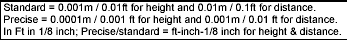 Standard = 0.001m / 0.01ft for height and 0.01m / 0.1ft for distance.
Precise = 0.0001m / 0.001 ft for height and 0.001m / 0.01 ft for distance.
In Ft in 1/8 inch; Precise/standard = ft-inch-1/8 inch for height & distance.